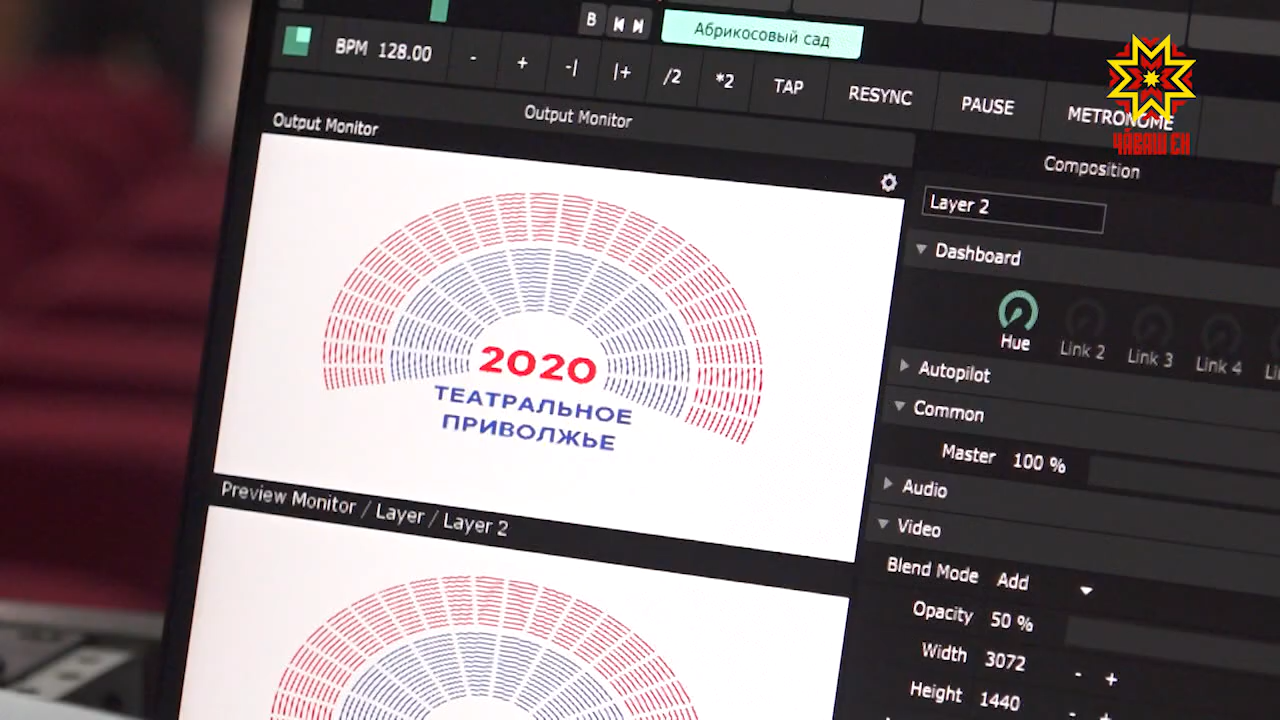 B
Абрикосовый сад
BPM 128.00 - + -| |+ /2 *2 TAP RESYNC PAUSE METRONOME
ЧӐВАШ ЕН
Output Monitor
Output Monitor
Composition
Layer 2
Dashboard
Hue Link 2 Link 3 Link 4
Autopilot
Common
Master 100 %
Audio
Video
Blend Mode Add
Opacity 50 %
Width 3072 - +
Height 1440 - +
2020
ТЕАТРАЛЬНОЕ
ПРИВОЛЖЬЕ
Preview Monitor / Layer / Layer 2